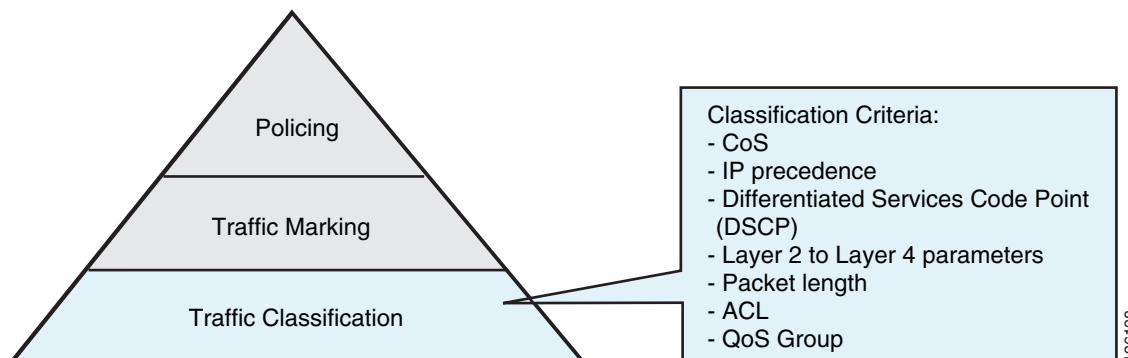 Policing
Traffic Marking
Traffic Classification
Classification Criteria:
- CoS
- IP precedence
- Differentiated Services Code Point
(DSCP)
- Layer 2 to Layer 4 parameters
- Packet length
- ACL
- QoS Group